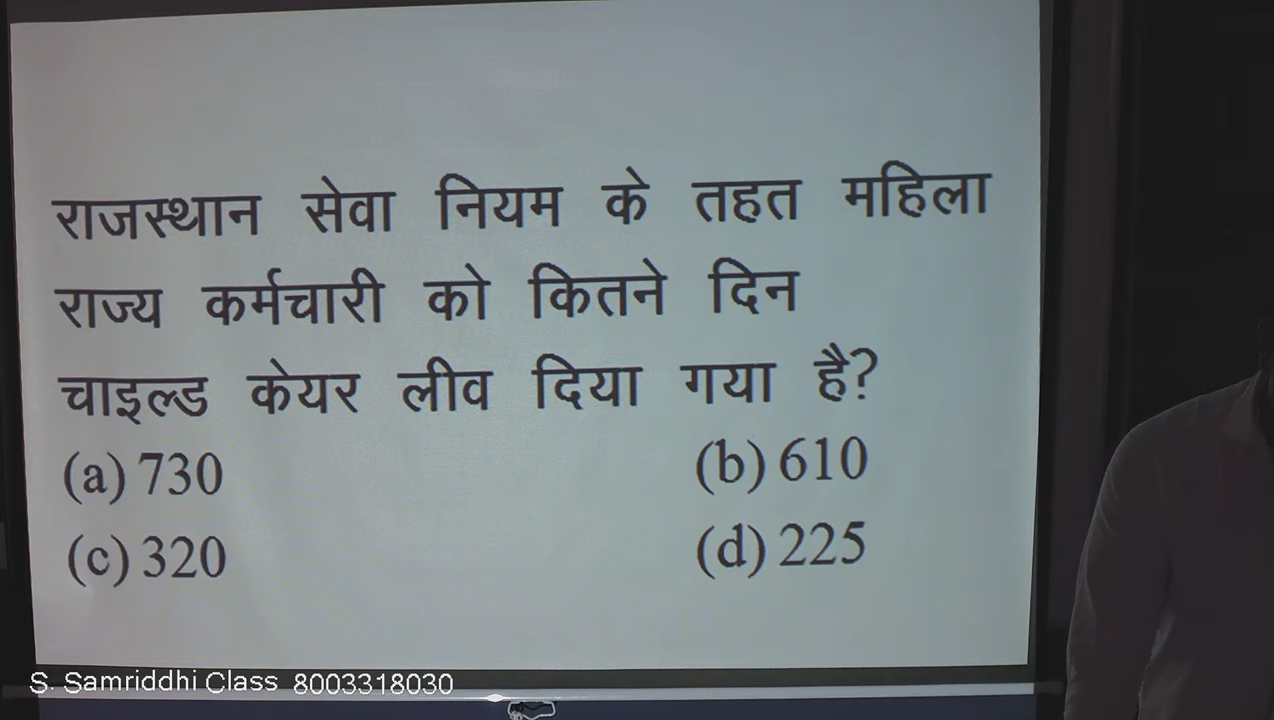 राजस्थान सेवा नियम के तहत महिला
राज्य कर्मचारी को कितने दिन
चाइल्ड केयर लीव दिया गया है?
(a) 730 (b) 610
(c) 320 (d) 225
S. Samriddhi Class 8003318030